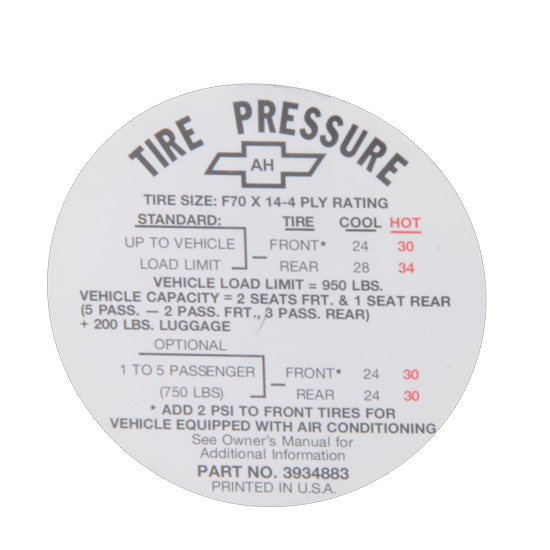 TIRE PRESSURE
AH
TIRE SIZE: F70 X 14-4 PLY RATING
STANDARD: TIRE COOL HOT
UP TO VEHICLE FRONT* 24 30
LOAD LIMIT REAR 28 34
VEHICLE LOAD LIMIT = 950 LBS.
VEHICLE CAPACITY = 2 SEATS FRT. & 1 SEAT REAR
(5 PASS. — 2 PASS. FRT., 3 PASS. REAR)
+ 200 LBS. LUGGAGE
OPTIONAL
1 TO 5 PASSENGER FRONT* 24 30
(750 LBS) REAR 24 30
* ADD 2 PSI TO FRONT TIRES FOR
VEHICLE EQUIPPED WITH AIR CONDITIONING
See Owner's Manual for
Additional Information
PART NO. 3934883
PRINTED IN U.S.A.